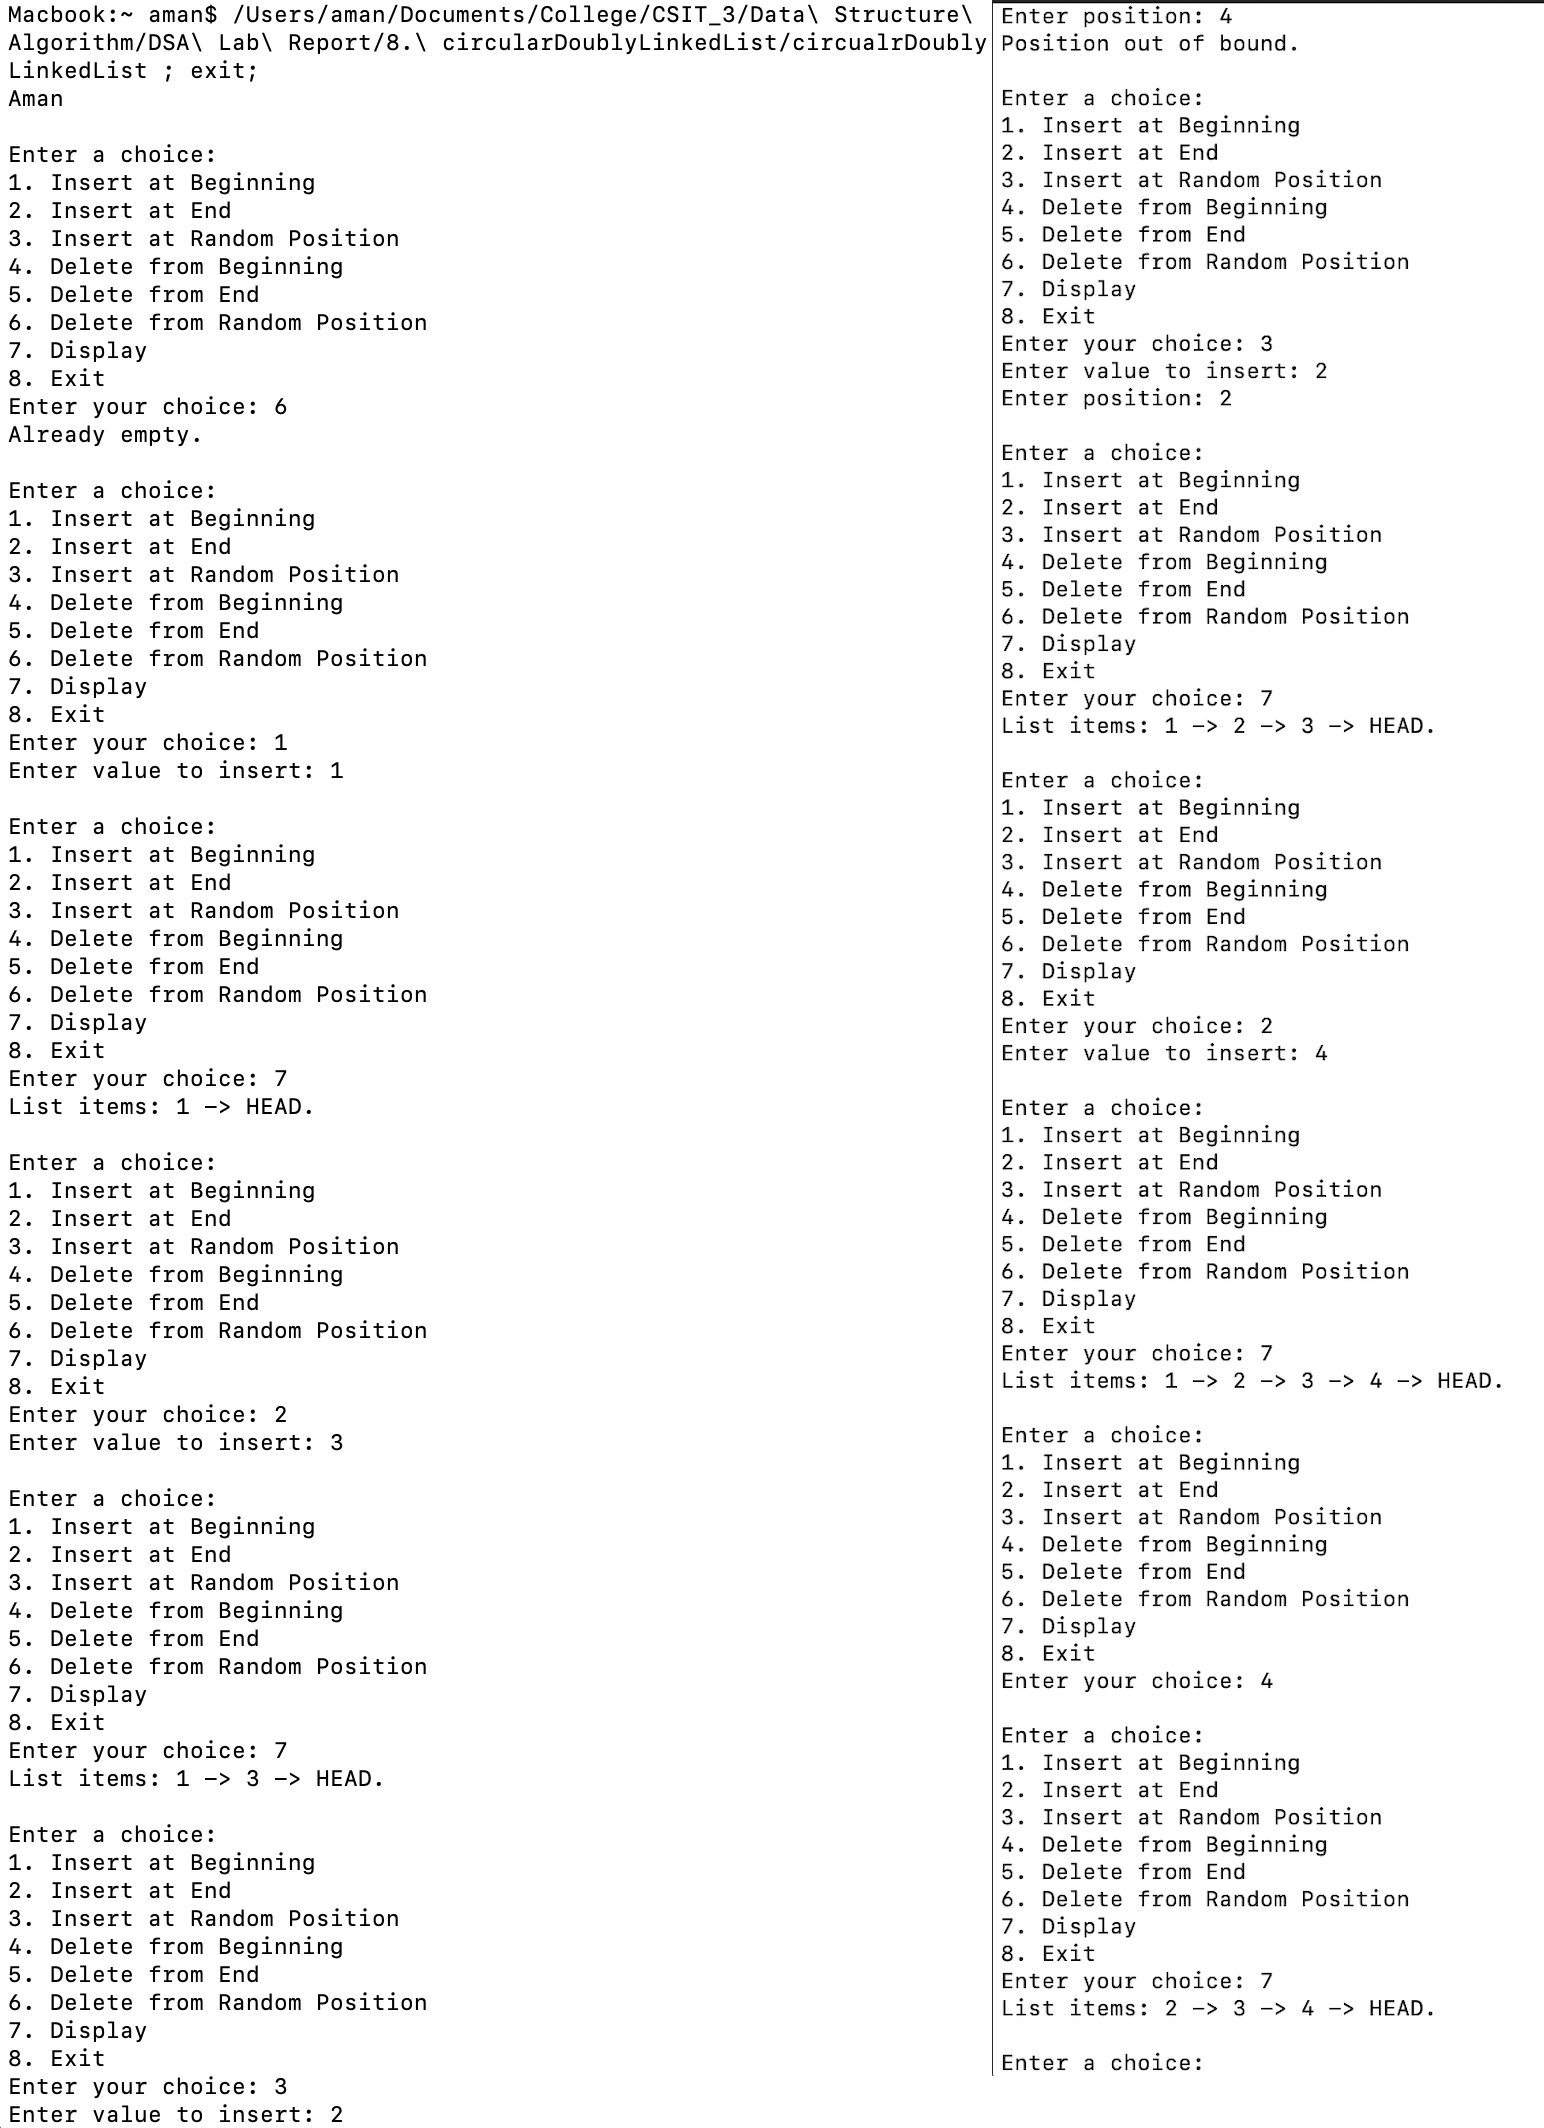 Macbook:~ aman$ /Users/aman/Documents/College/CSIT_3/Data\ Structure\
Algorithm/DSA\ Lab\ Report/8.\ circularDoublyLinkedList/circualrDoubly
LinkedList ; exit;
Aman
Enter a choice:
1. Insert at Beginning
2. Insert at End
3. Insert at Random Position
4. Delete from Beginning
5. Delete from End
6. Delete from Random Position
7. Display
8. Exit
Enter your choice: 6
Already empty.
Enter a choice:
1. Insert at Beginning
2. Insert at End
3. Insert at Random Position
4. Delete from Beginning
5. Delete from End
6. Delete from Random Position
7. Display
8. Exit
Enter your choice: 1
Enter value to insert: 1
Enter a choice:
1. Insert at Beginning
2. Insert at End
3. Insert at Random Position
4. Delete from Beginning
5. Delete from End
6. Delete from Random Position
7. Display
8. Exit
Enter your choice: 7
List items: 1 -> HEAD.
Enter a choice:
1. Insert at Beginning
2. Insert at End
3. Insert at Random Position
4. Delete from Beginning
5. Delete from End
6. Delete from Random Position
7. Display
8. Exit
Enter your choice: 2
Enter value to insert: 3
Enter a choice:
1. Insert at Beginning
2. Insert at End
3. Insert at Random Position
4. Delete from Beginning
5. Delete from End
6. Delete from Random Position
7. Display
8. Exit
Enter your choice: 7
List items: 1 -> 3 -> HEAD.
Enter a choice:
1. Insert at Beginning
2. Insert at End
3. Insert at Random Position
4. Delete from Beginning
5. Delete from End
6. Delete from Random Position
7. Display
8. Exit
Enter your choice: 3
Enter value to insert: 2
Enter position: 4
Position out of bound.
Enter a choice:
1. Insert at Beginning
2. Insert at End
3. Insert at Random Position
4. Delete from Beginning
5. Delete from End
6. Delete from Random Position
7. Display
8. Exit
Enter your choice: 3
Enter value to insert: 2
Enter position: 2
Enter a choice:
1. Insert at Beginning
2. Insert at End
3. Insert at Random Position
4. Delete from Beginning
5. Delete from End
6. Delete from Random Position
7. Display
8. Exit
Enter your choice: 7
List items: 1 -> 2 -> 3 -> HEAD.
Enter a choice:
1. Insert at Beginning
2. Insert at End
3. Insert at Random Position
4. Delete from Beginning
5. Delete from End
6. Delete from Random Position
7. Display
8. Exit
Enter your choice: 2
Enter value to insert: 4
Enter a choice:
1. Insert at Beginning
2. Insert at End
3. Insert at Random Position
4. Delete from Beginning
5. Delete from End
6. Delete from Random Position
7. Display
8. Exit
Enter your choice: 7
List items: 1 -> 2 -> 3 -> 4 -> HEAD.
Enter a choice:
1. Insert at Beginning
2. Insert at End
3. Insert at Random Position
4. Delete from Beginning
5. Delete from End
6. Delete from Random Position
7. Display
8. Exit
Enter your choice: 4
Enter a choice:
1. Insert at Beginning
2. Insert at End
3. Insert at Random Position
4. Delete from Beginning
5. Delete from End
6. Delete from Random Position
7. Display
8. Exit
Enter your choice: 7
List items: 2 -> 3 -> 4 -> HEAD.
Enter a choice: